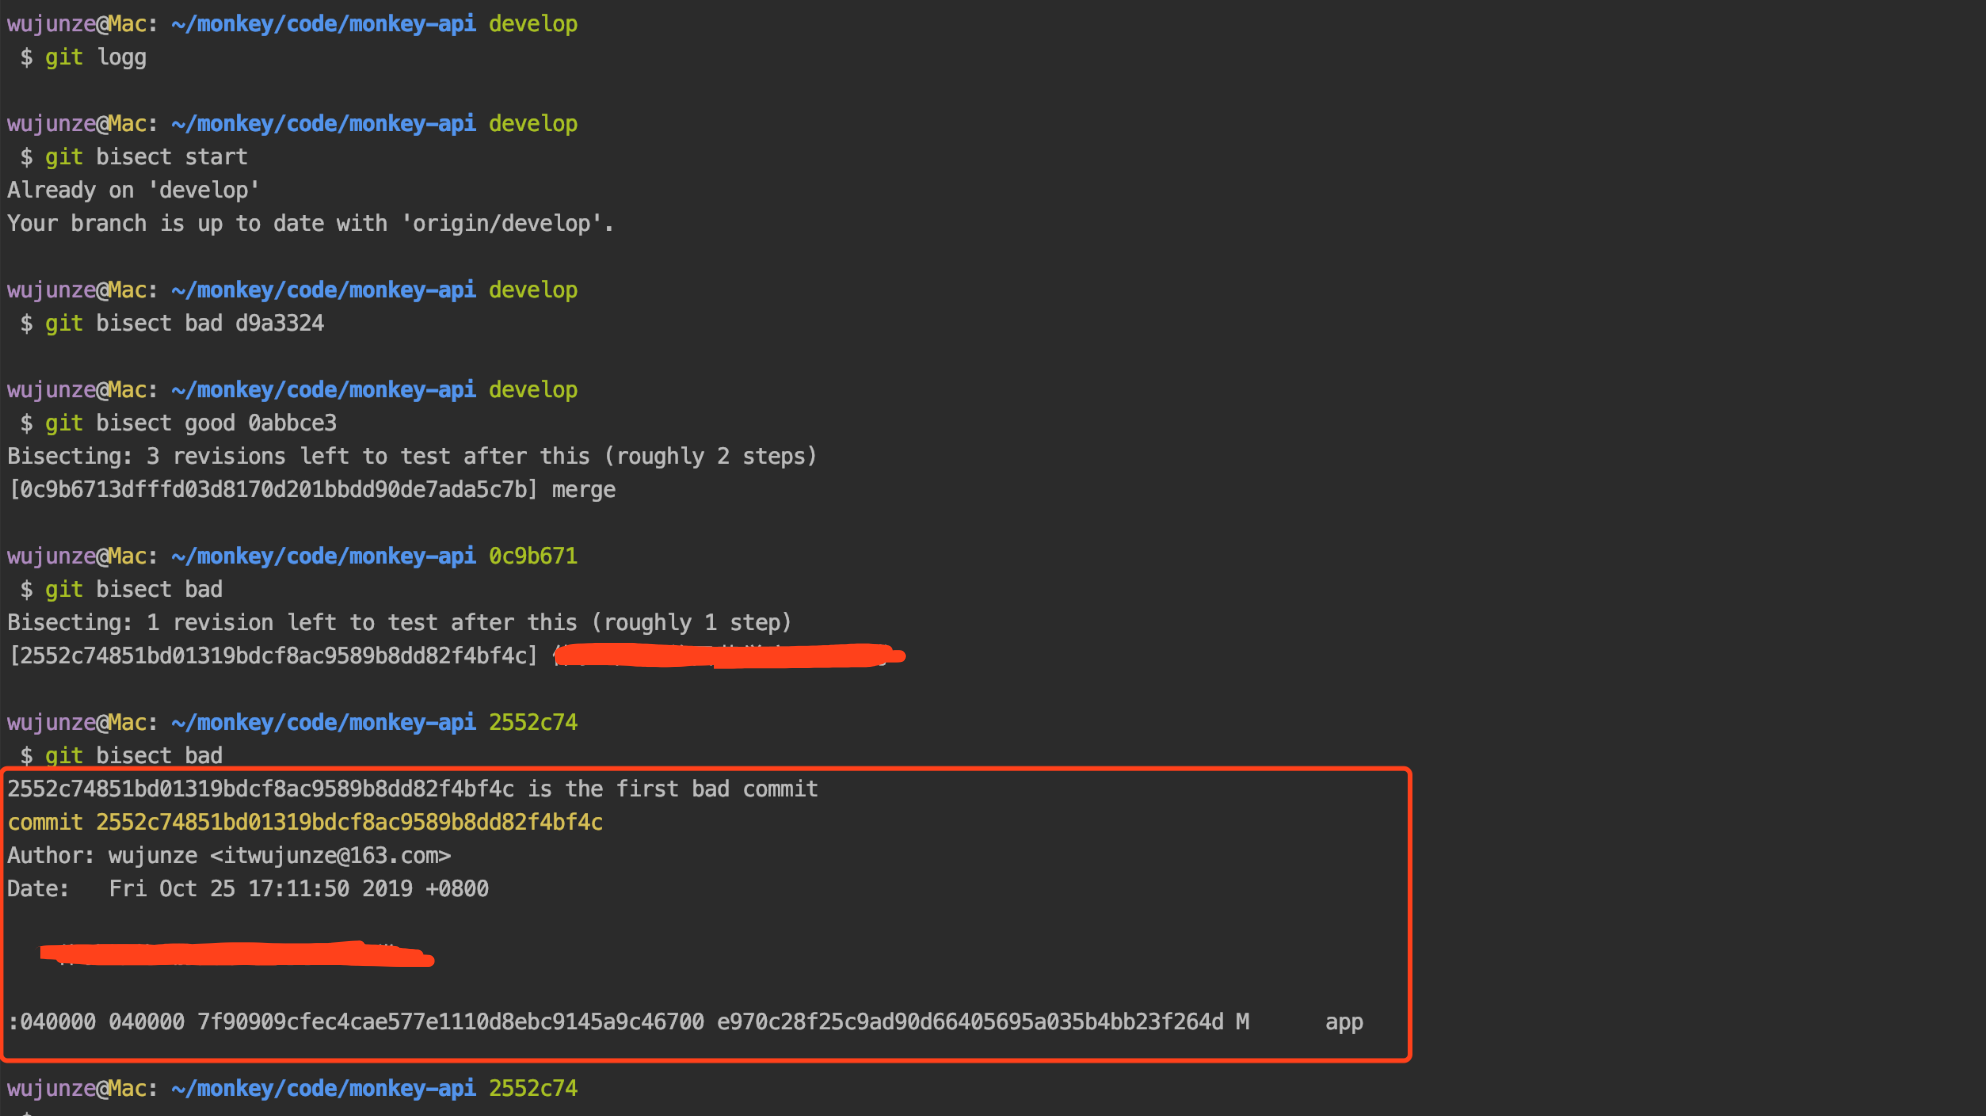 wujunze@Mac: ~/monkey/code/monkey-api develop
$ git logg
wujunze@Mac: ~/monkey/code/monkey-api develop
$ git bisect start
Already on 'develop'
Your branch is up to date with 'origin/develop'.
wujunze@Mac: ~/monkey/code/monkey-api develop
$ git bisect bad d9a3324
wujunze@Mac: ~/monkey/code/monkey-api develop
$ git bisect good 0abbce3
Bisecting: 3 revisions left to test after this (roughly 2 steps)
[0c9b6713dfffd03d8170d201bbdd90de7ada5c7b] merge
wujunze@Mac: ~/monkey/code/monkey-api 0c9b671
$ git bisect bad
Bisecting: 1 revision left to test after this (roughly 1 step)
[2552c74851bd01319bdcf8ac9589b8dd82f4bf4c]
wujunze@Mac: ~/monkey/code/monkey-api 2552c74
$ git bisect bad
2552c74851bd01319bdcf8ac9589b8dd82f4bf4c is the first bad commit
commit 2552c74851bd01319bdcf8ac9589b8dd82f4bf4c
Author: wujunze <itwujunze@163.com>
Date:   Fri Oct 25 17:11:50 2019 +0800
:040000 040000 7f90909cfec4cae577e1110d8ebc9145a9c46700 e970c28f25c9ad90d66405695a035b4bb23f264d M      app
wujunze@Mac: ~/monkey/code/monkey-api 2552c74